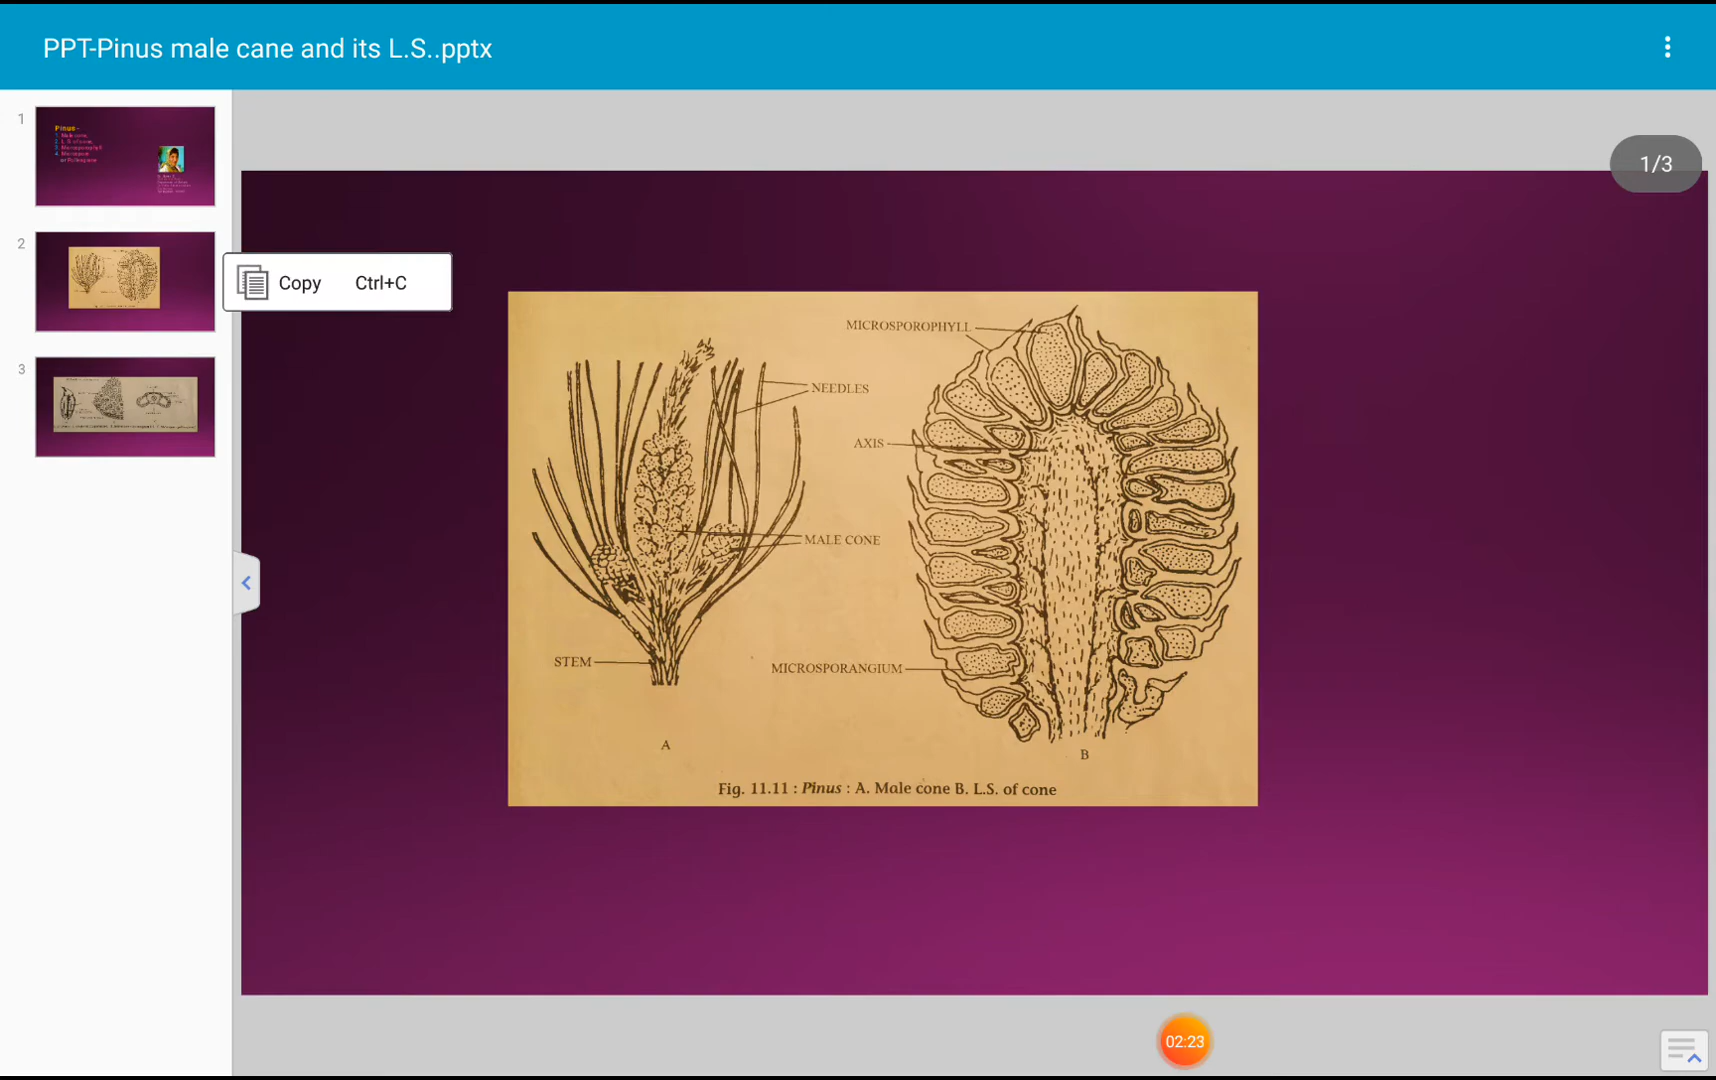 PPT-Pinus male cane and its L.S..pptx
1
Pinus-
2
3
Copy Ctrl+C
1/3
MICROSPOROPHYLL
NEEDLES
AXIS
MALE CONE
STEM
MICROSPORANGIUM
A
B
Fig. 11.11 : Pinus : A. Male cone B. L.S. of cone
02:23